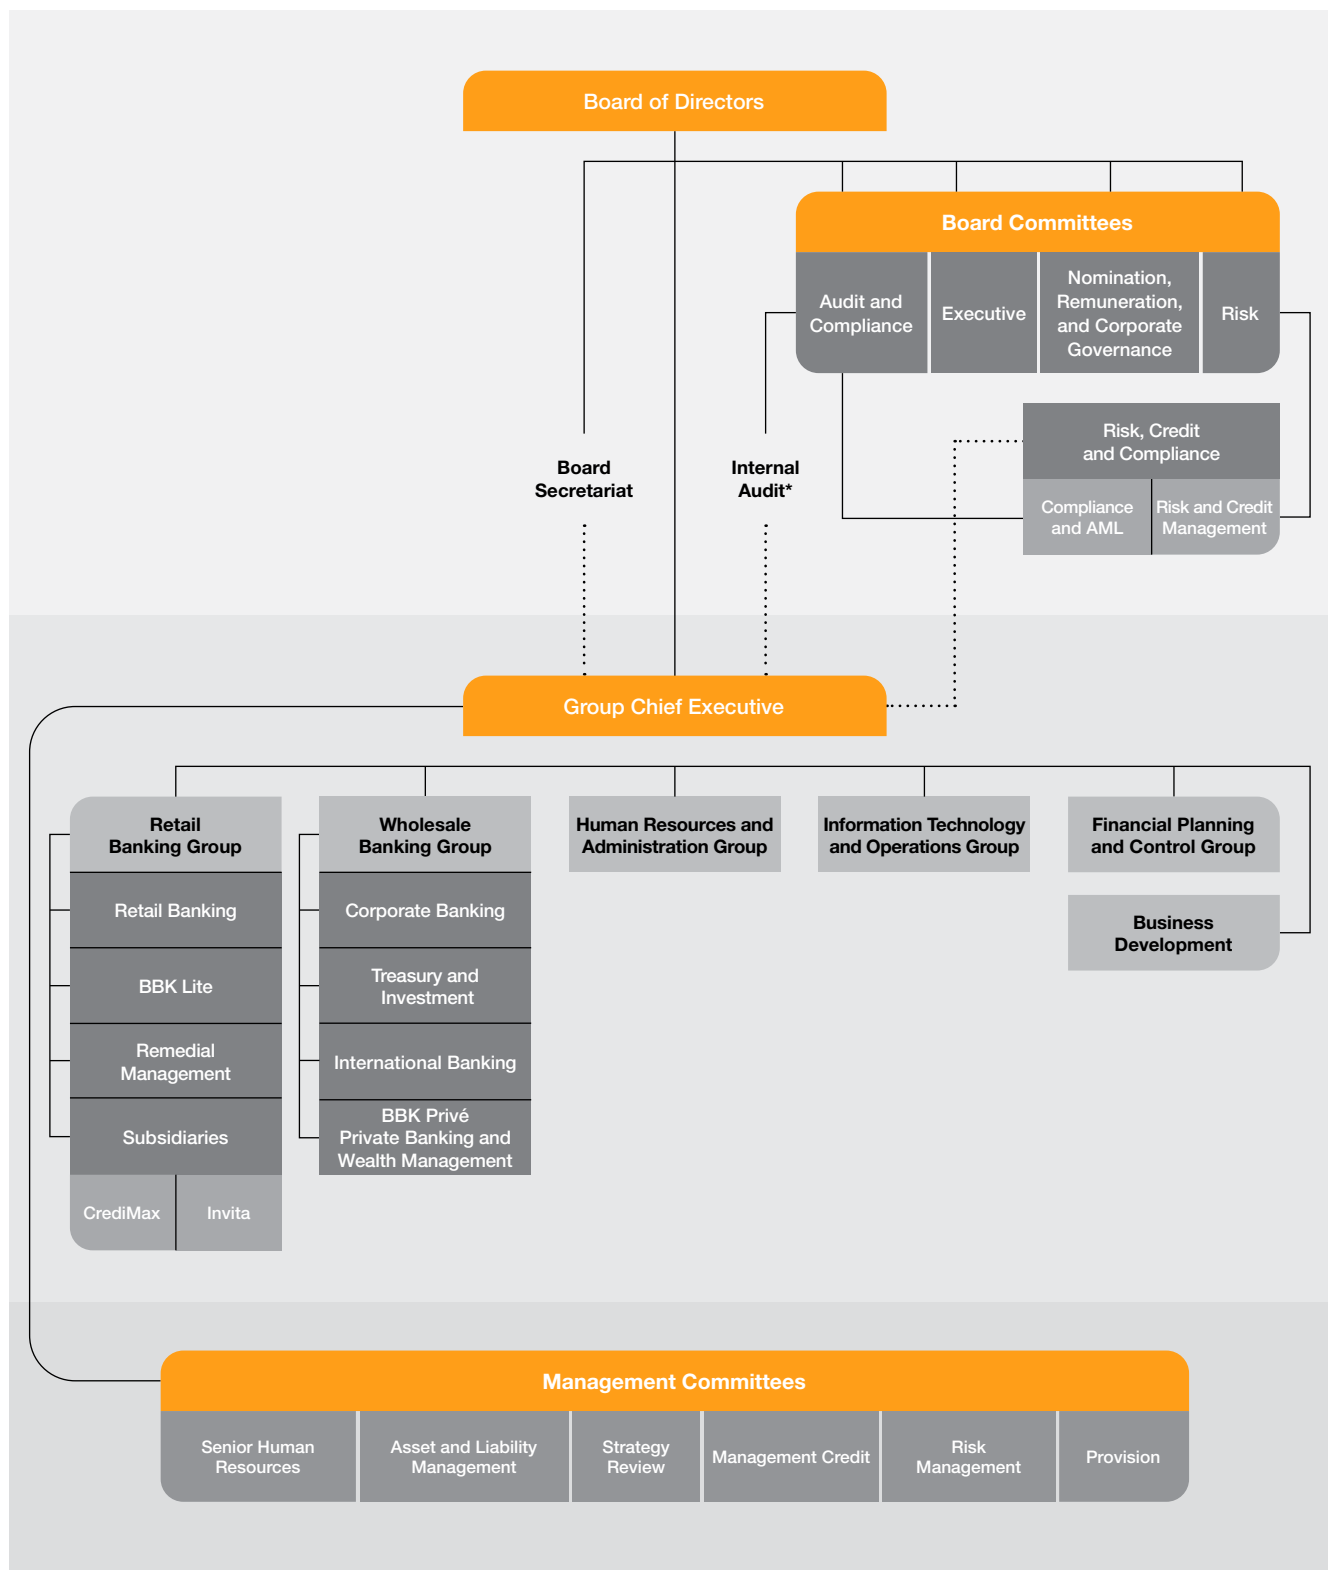 Board of Directors
Board Committees
Audit and
Compliance
Executive
Nomination,
Remuneration,
and Corporate
Governance
Risk
Risk, Credit
and Compliance
Compliance
and AML
Risk and Credit
Management
Board
Secretariat
Internal
Audit*
Group Chief Executive
Retail
Banking Group
Retail Banking
BBK Lite
Remedial
Management
Subsidiaries
CrediMax
Invita
Wholesale
Banking Group
Corporate Banking
Treasury and
Investment
International Banking
BBK Privé
Private Banking and
Wealth Management
Human Resources and
Administration Group
Information Technology
and Operations Group
Financial Planning
and Control Group
Business
Development
Management Committees
Senior Human
Resources
Asset and Liability
Management
Strategy
Review
Management Credit
Risk
Management
Provision